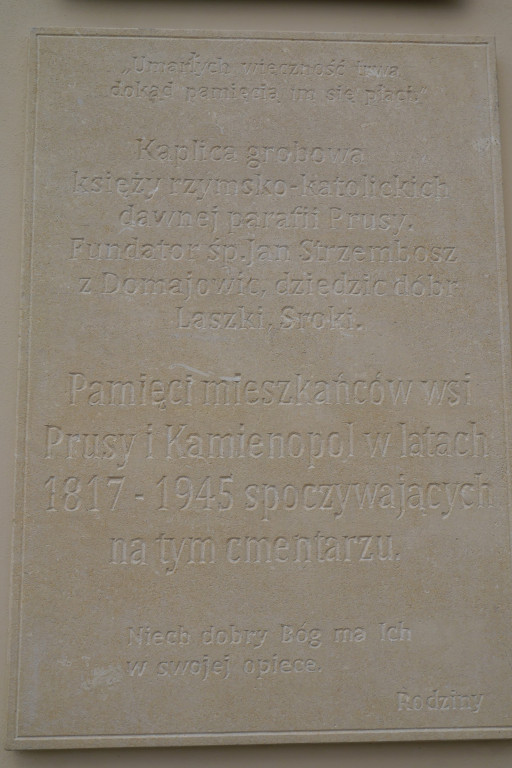 „Umarłych wieczność trwa
dokąd pamięcią im się płaci."
Kaplica grobowa
księży rzymsko-katolickich
dawnej parafii Prusy.
Fundator śp. Jan Strzembosz
z Domajowic, dziedzic dóbr
Laszki, Sroki.
Pamięci mieszkańców wsi
Prusy i Kamienopol w latach
1817 - 1945 spoczywających
na tym cmentarzu.
Niech dobry Bóg ma Ich
w swojej opiece.
Rodziny